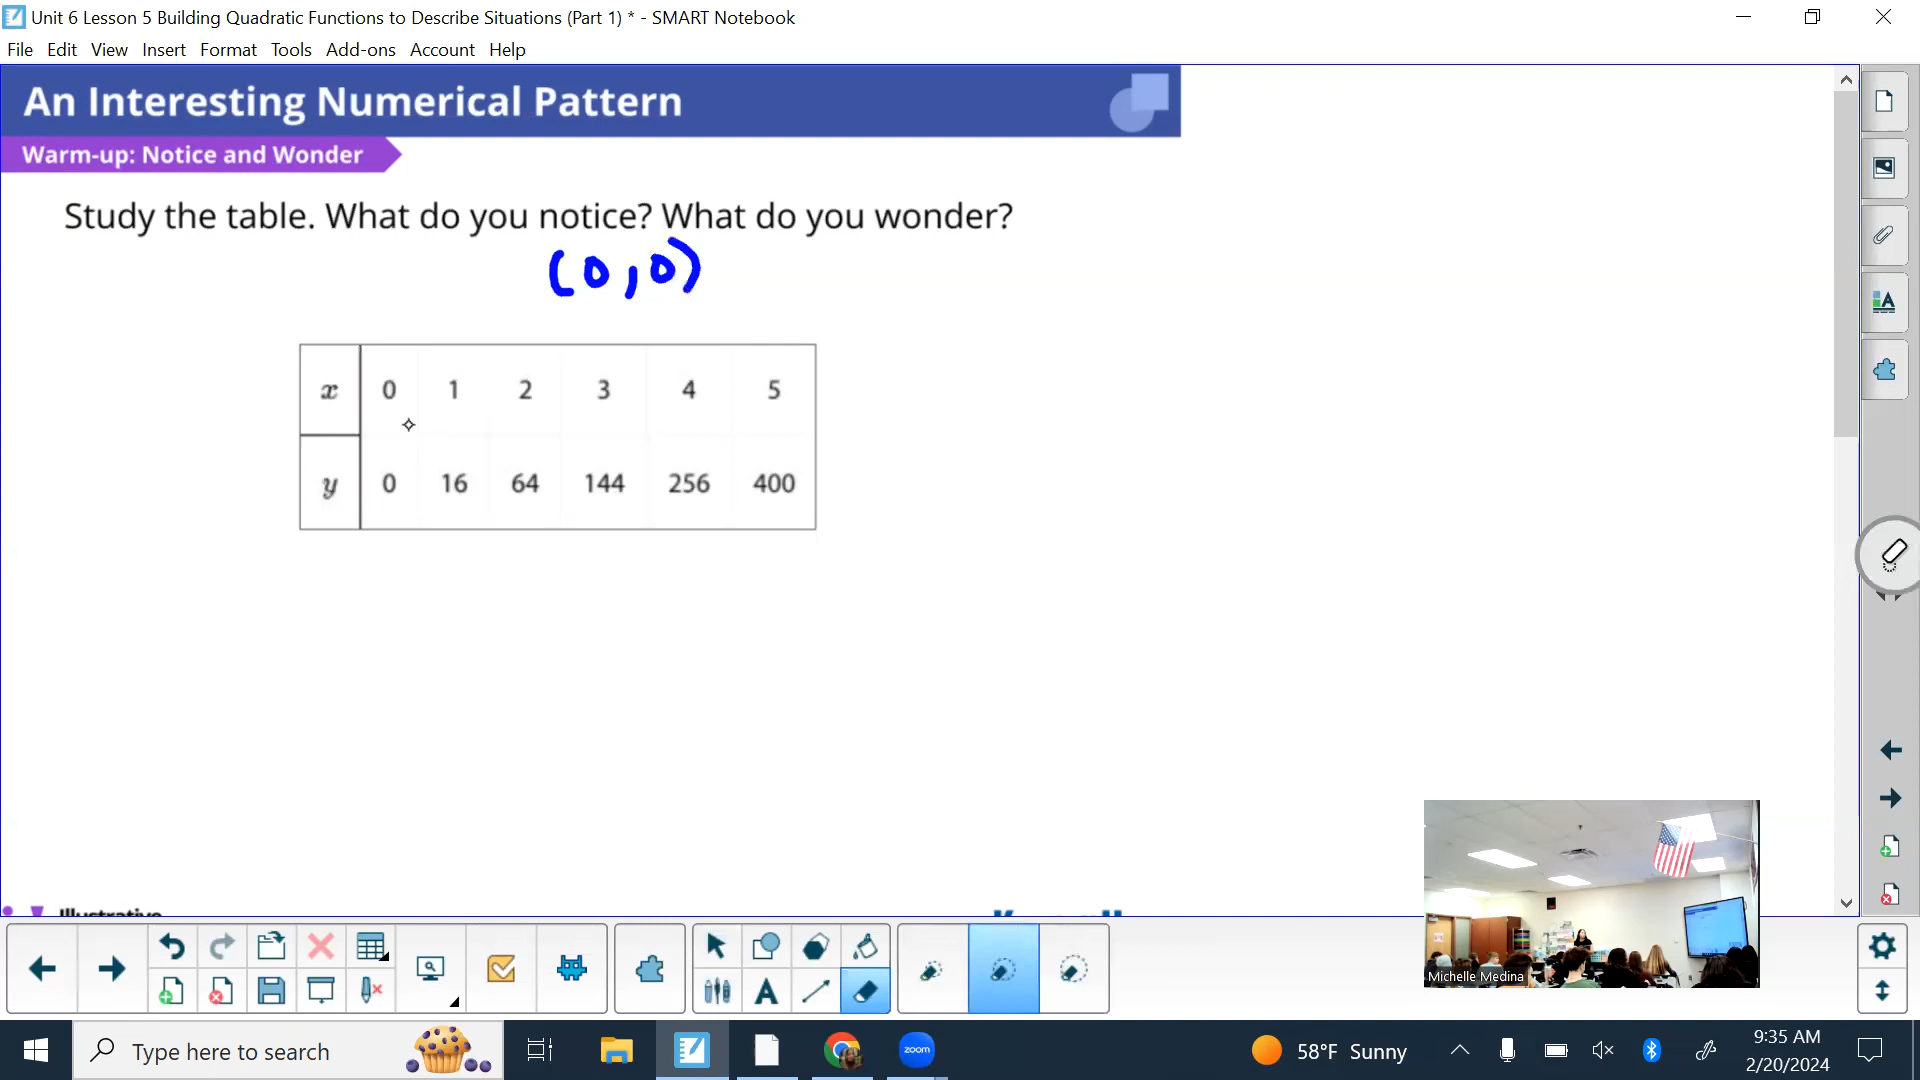 Unit 6 Lesson 5 Building Quadratic Functions to Describe Situations (Part 1) * - SMART Notebook
File Edit View Insert Format Tools Add-ons Account Help
An Interesting Numerical Pattern
Warm-up: Notice and Wonder
Study the table. What do you notice? What do you wonder?
(0,0)
x 0 1 2 3 4 5
y 0 16 64 144 256 400
Michelle Medina
Type here to search
zoom
58°F Sunny
9:35 AM
2/20/2024